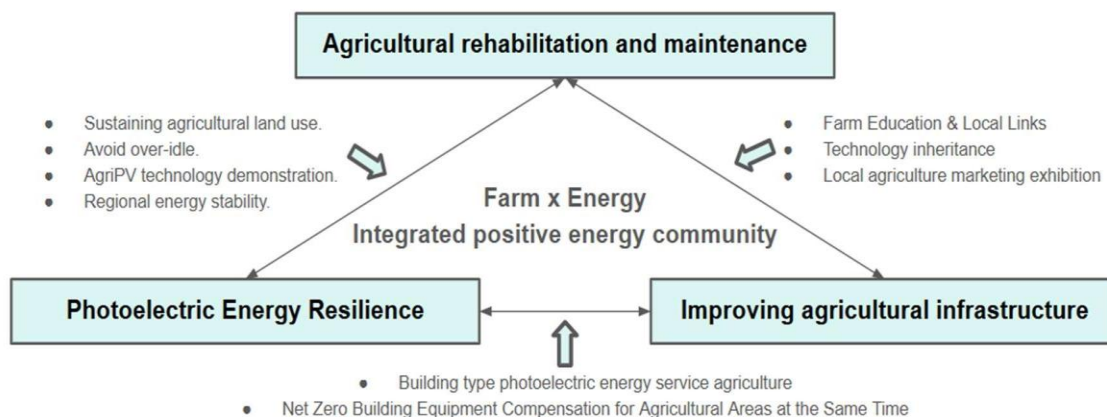 Agricultural rehabilitation and maintenance
● Sustaining agricultural land use.
● Avoid over-idle.
● AgriPV technology demonstration.
● Regional energy stability.
● Farm Education & Local Links
● Technology inheritance
● Local agriculture marketing exhibition
Farm x Energy
Integrated positive energy community
Photoelectric Energy Resilience
Improving agricultural infrastructure
● Building type photoelectric energy service agriculture
● Net Zero Building Equipment Compensation for Agricultural Areas at the Same Time